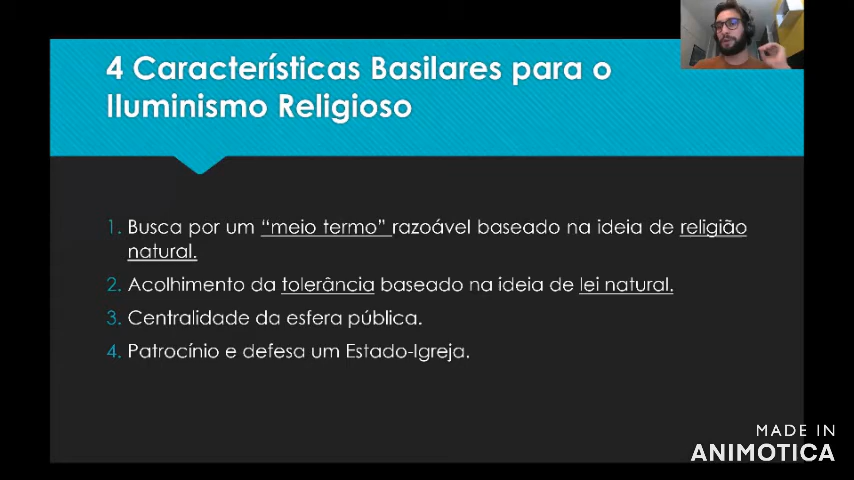 4 Características Basilares para o
Iluminismo Religioso
1. Busca por um “meio termo” razoável baseado na ideia de religião
natural.
2. Acolhimento da tolerância baseado na ideia de lei natural.
3. Centralidade da esfera pública.
4. Patrocínio e defesa um Estado-Igreja.
MADE IN
ANIMOTICA